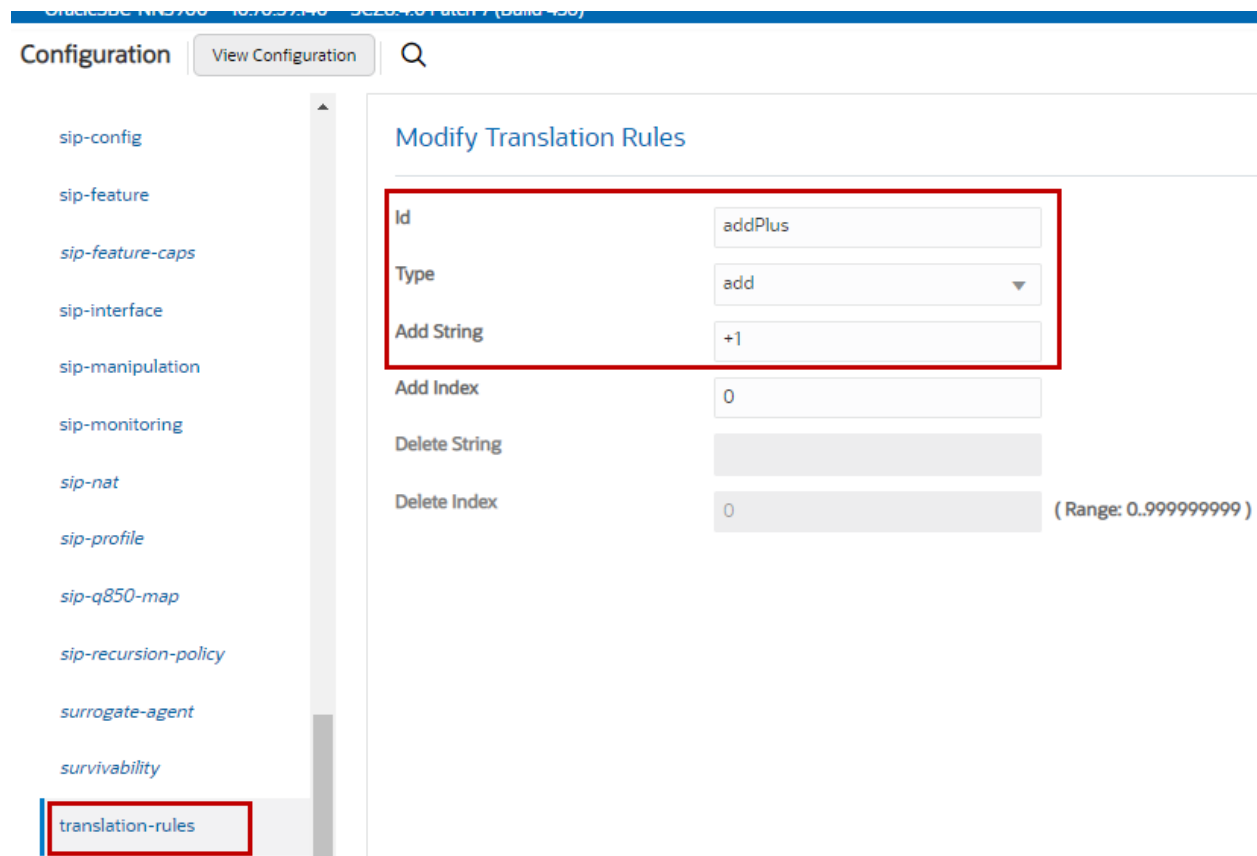 Configuration View Configuration
sip-config
sip-feature
sip-feature-caps
sip-interface
sip-manipulation
sip-monitoring
sip-nat
sip-profile
sip-q850-map
sip-recursion-policy
surrogate-agent
survivability
translation-rules
Modify Translation Rules
Id addPlus
Type add
Add String +1
Add Index 0
Delete String
Delete Index 0 ( Range: 0..999999999 )